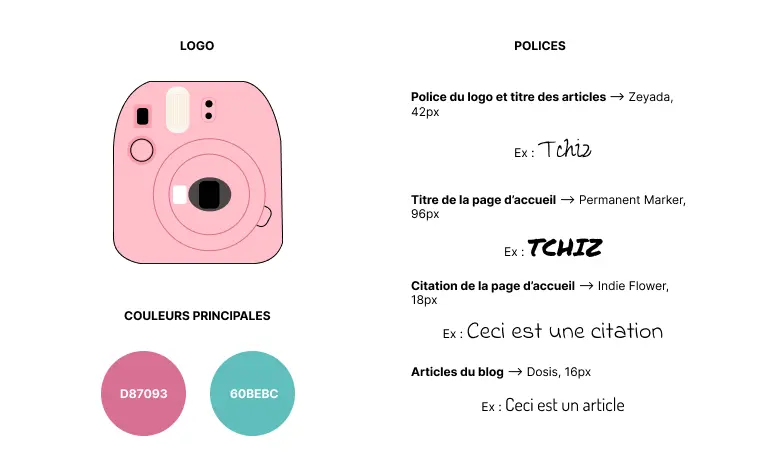 LOGO
COULEURS PRINCIPALES
D87093
60BEBC
POLICES
Police du logo et titre des articles --> Zeyada,
42px
Ex : Tchiz
Titre de la page d’accueil --> Permanent Marker,
96px
Ex : TCHIZ
Citation de la page d’accueil --> Indie Flower,
18px
Ex : Ceci est une citation
Articles du blog --> Dosis, 16px
Ex : Ceci est un article